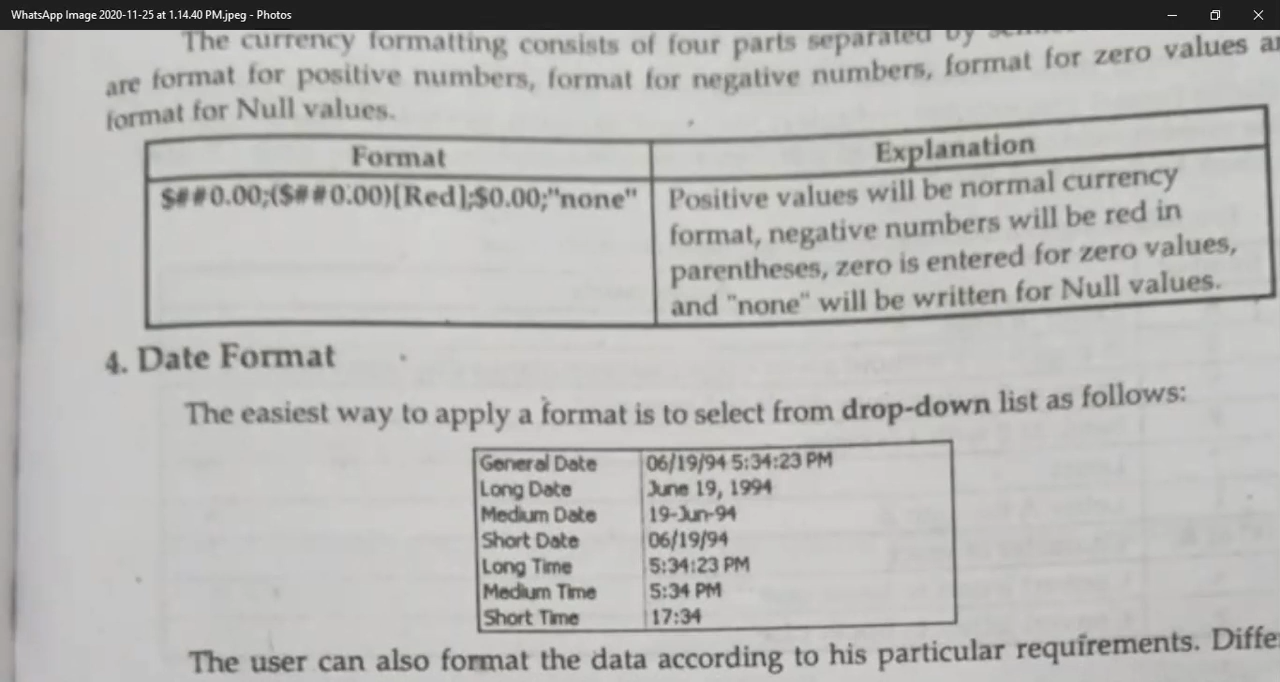 WhatsApp Image 2020-11-25 at 1.14.40 PM.jpeg - Photos
The currency formatting consists of four parts separated by
are format for positive numbers, format for negative numbers, format for zero values
format for Null values.
Format Explanation
$##0.00;($##0.00)[Red];$0.00;"none" Positive values will be normal currency
format, negative numbers will be red in
parentheses, zero is entered for zero values,
and "none" will be written for Null values.
4. Date Format
The easiest way to apply a format is to select from drop-down list as follows:
General Date 06/19/94 5:34:23 PM
Long Date June 19, 1994
Medium Date 19-Jun-94
Short Date 06/19/94
Long Time 5:34:23 PM
Medium Time 5:34 PM
Short Time 17:34
The user can also format the data according to his particular requirements.